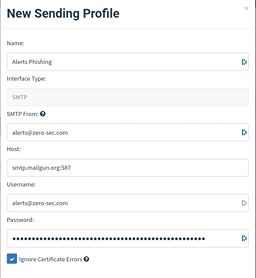 New Sending Profile
Name:
Alerts Phishing
Interface Type:
SMTP
SMTP From:
alerts@zero-sec.com
Host:
smtp.mailgun.org:587
Username:
alerts@zero-sec.com
Password:
Ignore Certificate Errors